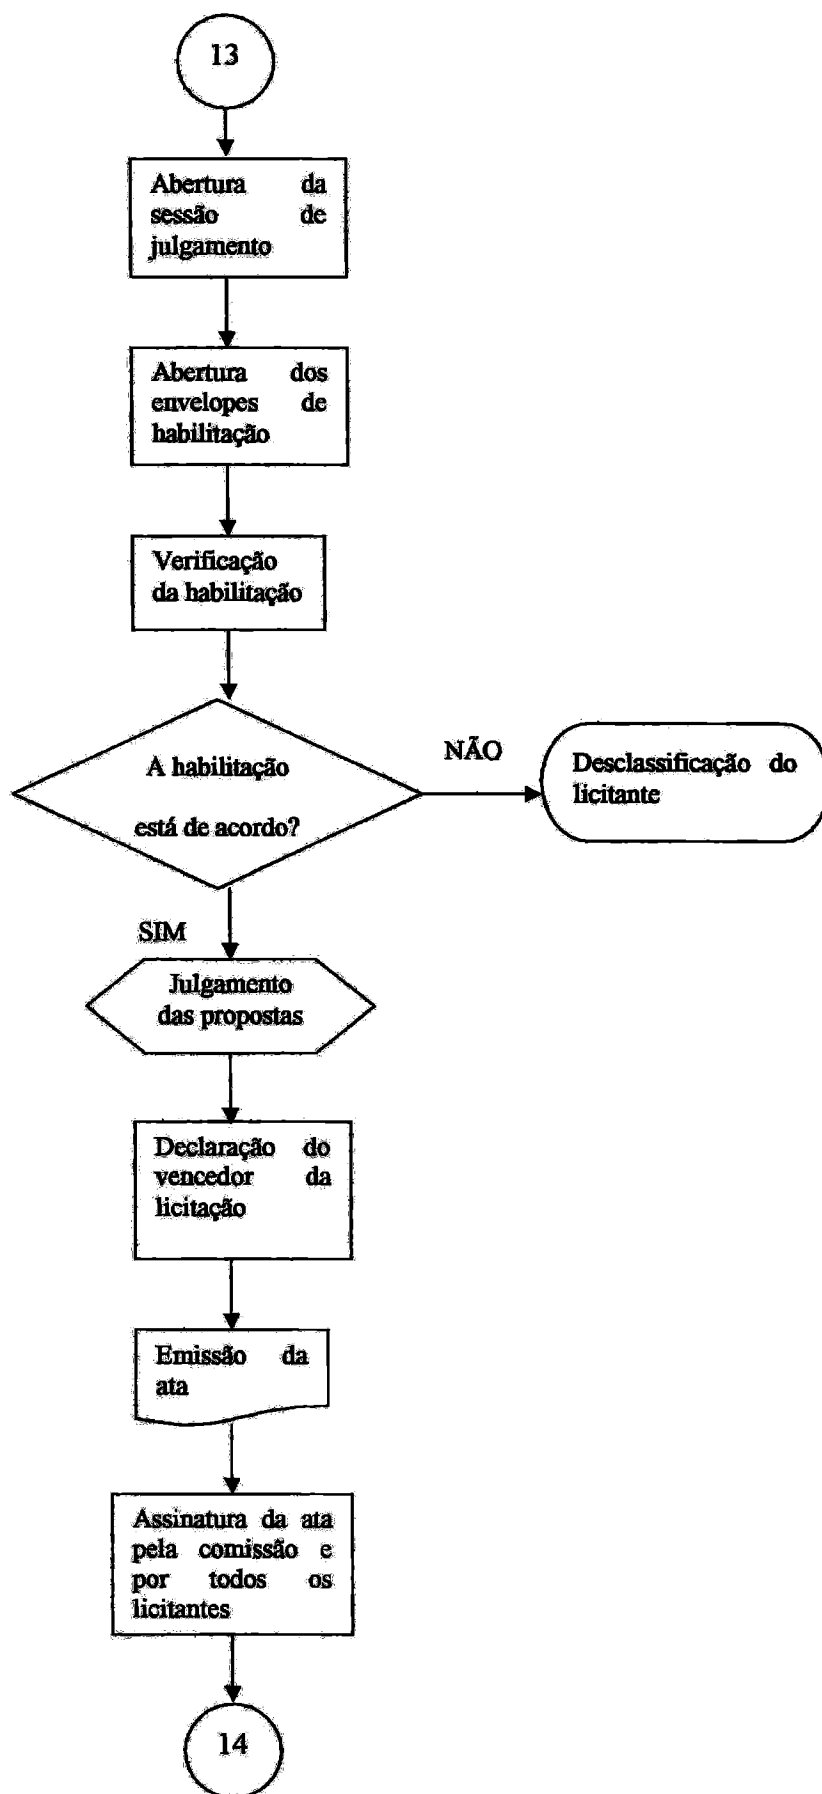 13
Abertura da
sessão de
julgamento
Abertura dos
envelopes de
habilitação
Verificação
da habilitação
A habilitação
está de acordo?
NÃO
Desclassificação do
licitante
SIM
Julgamento
das propostas
Declaração do
vencedor da
licitação
Emissão da
ata
Assinatura da ata
pela comissão e
por todos os
licitantes
14